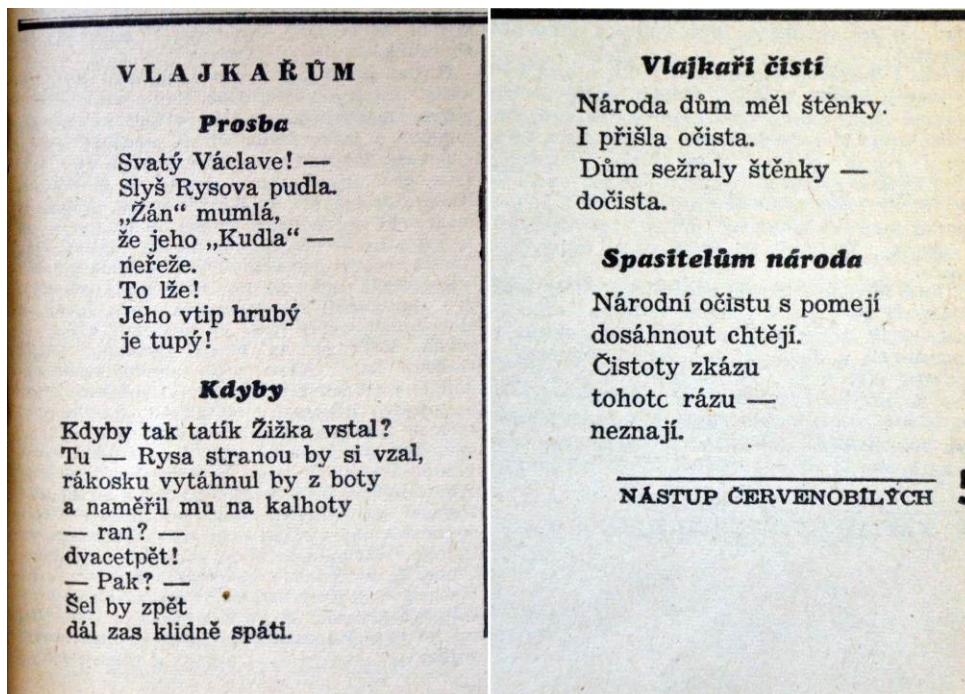 VLAJKAŘŮM
Prosba
Svatý Václave! —
Slyš Rysova pudla.
„Žán“ mumlá,
že jeho „Kudla“ —
neřeže.
To lže!
Jeho vtip hrubý
je tupý!
Kdyby
Kdyby tak tatík Žižka vstal?
Tu — Rysa stranou by si vzal,
rákosku vytáhnul by z boty
a naměřil mu na kalhoty
— ran? —
dvacetpět!
— Pak? —
Šel by zpět
dál zas klidně spáti.
Vlajkaři čistí
Národa dům měl štěnky.
I přišla očista.
Dům sežraly štěnky —
dočista.
Spasitelům národa
Národní očistu s pomejí
dosáhnout chtějí.
Čistoty zkázu
tohoto rázu —
neznají.
NÁSTUP ČERVENOBÍLÝCH